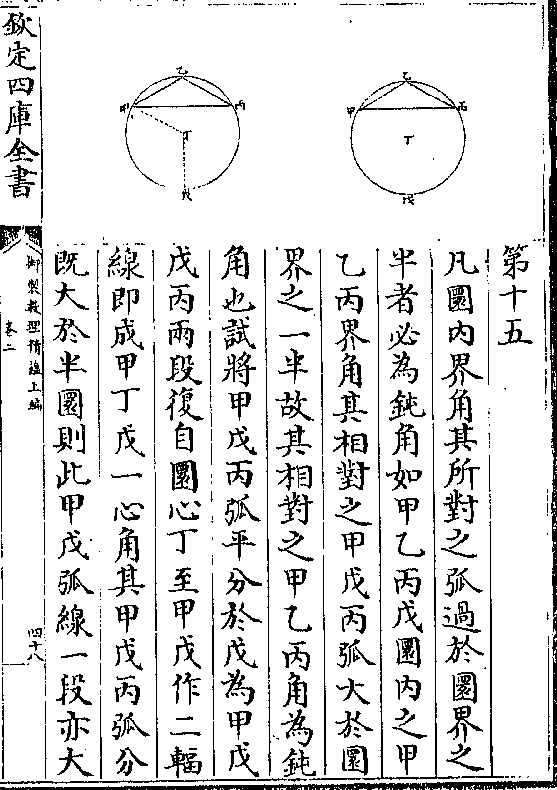 第十五
凡圜内界角其所對之弧過於圜界之
半者必為鈍角如甲乙丙戊圜内之甲
乙丙界角其相對之甲戊丙弧大於圜
界之一半故其相對之甲乙丙角為鈍
角也試將甲戊丙弧平分於戊為甲戊
戊丙兩段復自圜心丁至甲戊作二輻
線即成甲丁戊一心角其甲戊丙弧分
既大於半圜則此甲戊弧線一段亦大
乙
甲
丙
丁
戊
乙
甲
丙
丁
戊
欽定四庫全書
御製數理精蘊上編
卷二
四十八